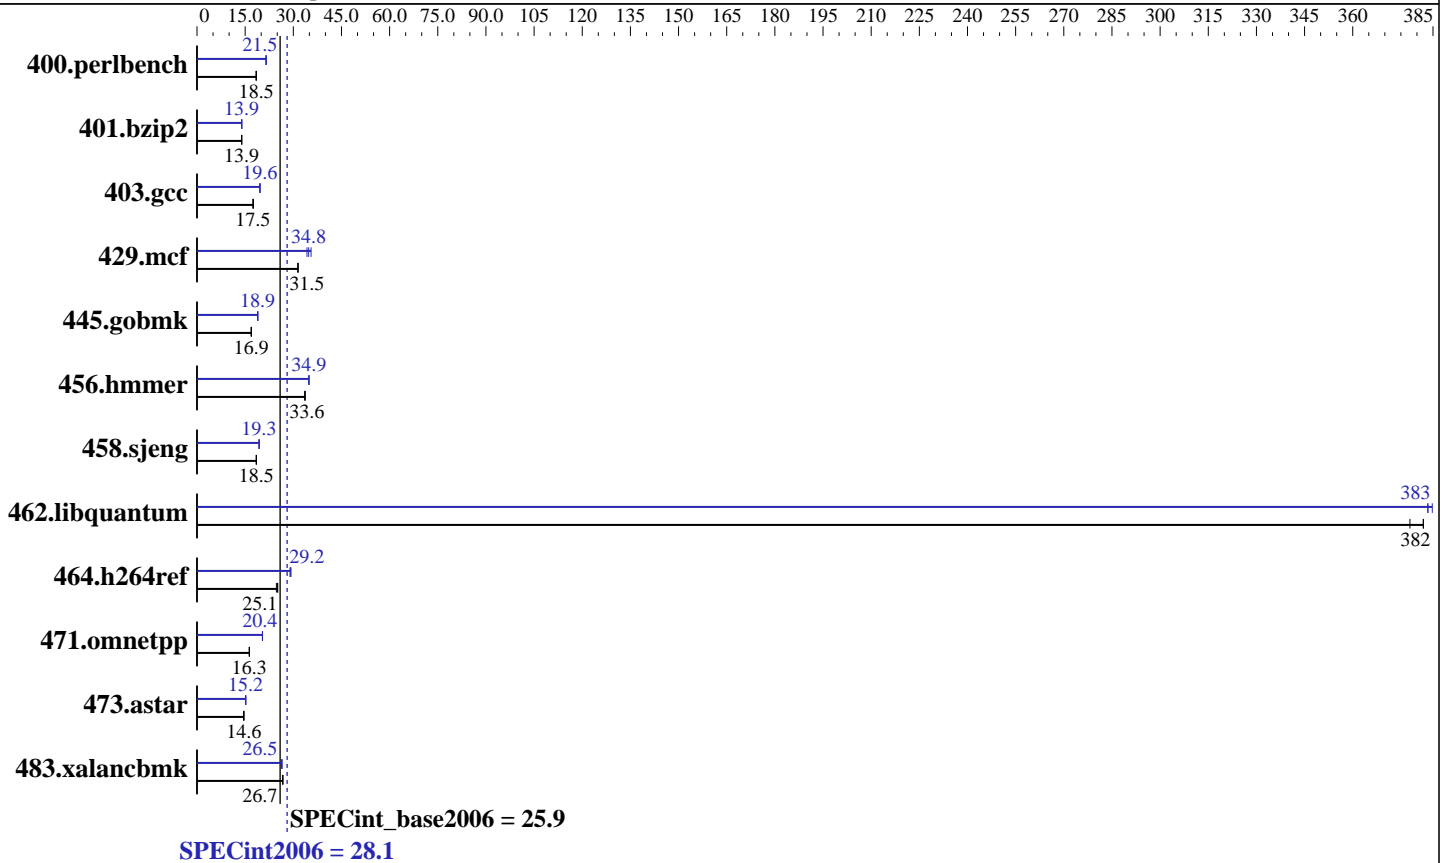 0 15.0 30.0 45.0 60.0 75.0 90.0 105 120 135 150 165 180 195 210 225 240 255 270 285 300 315 330 345 360 385
400.perlbench
21.5
18.5
401.bzip2
13.9
13.9
403.gcc
19.6
17.5
429.mcf
34.8
31.5
445.gobmk
18.9
16.9
456.hmmer
34.9
33.6
458.sjeng
19.3
18.5
462.libquantum
383
382
464.h264ref
29.2
25.1
471.omnetpp
20.4
16.3
473.astar
15.2
14.6
483.xalancbmk
26.5
26.7
SPECint_base2006 = 25.9
SPECint2006 = 28.1